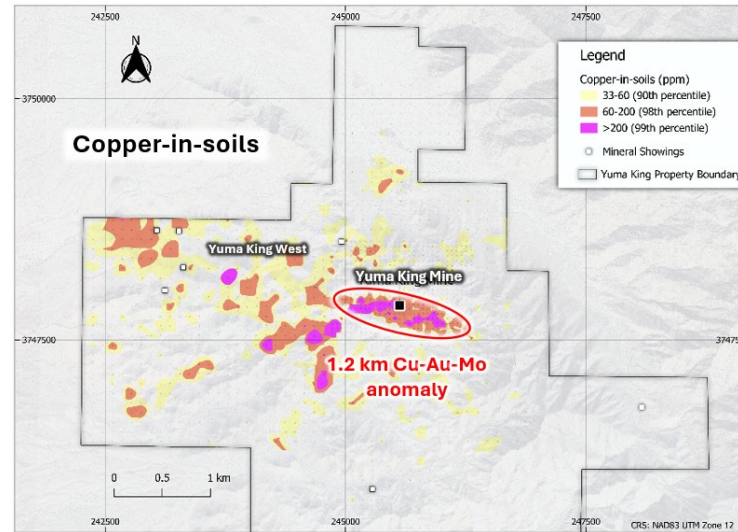 242500
245000
247500
N
3750000
Copper-in-soils
Legend
Copper-in-soils (ppm)
33-60 (90th percentile)
60-200 (98th percentile)
>200 (99th percentile)
Mineral Showings
Yuma King Property Boundary
Yuma King West
Yuma King Mine
3747500
3747500
1.2 km Cu-Au-Mo
anomaly
0 0.5 1 km
242500
245000
247500
CRS: NAD83 UTM Zone 12